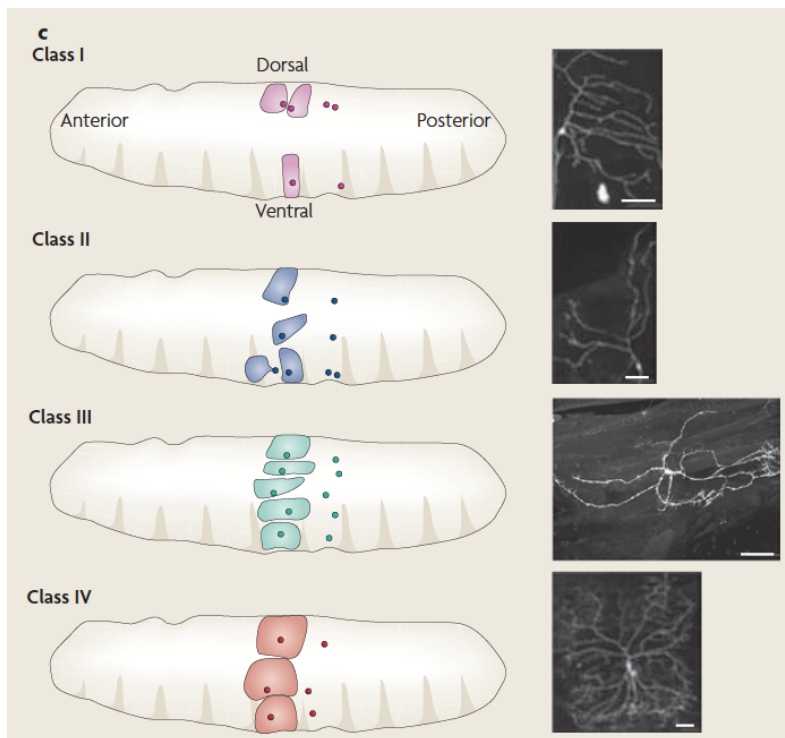 c
Class I
Dorsal
Anterior
Posterior
Ventral
Class II
Class III
Class IV